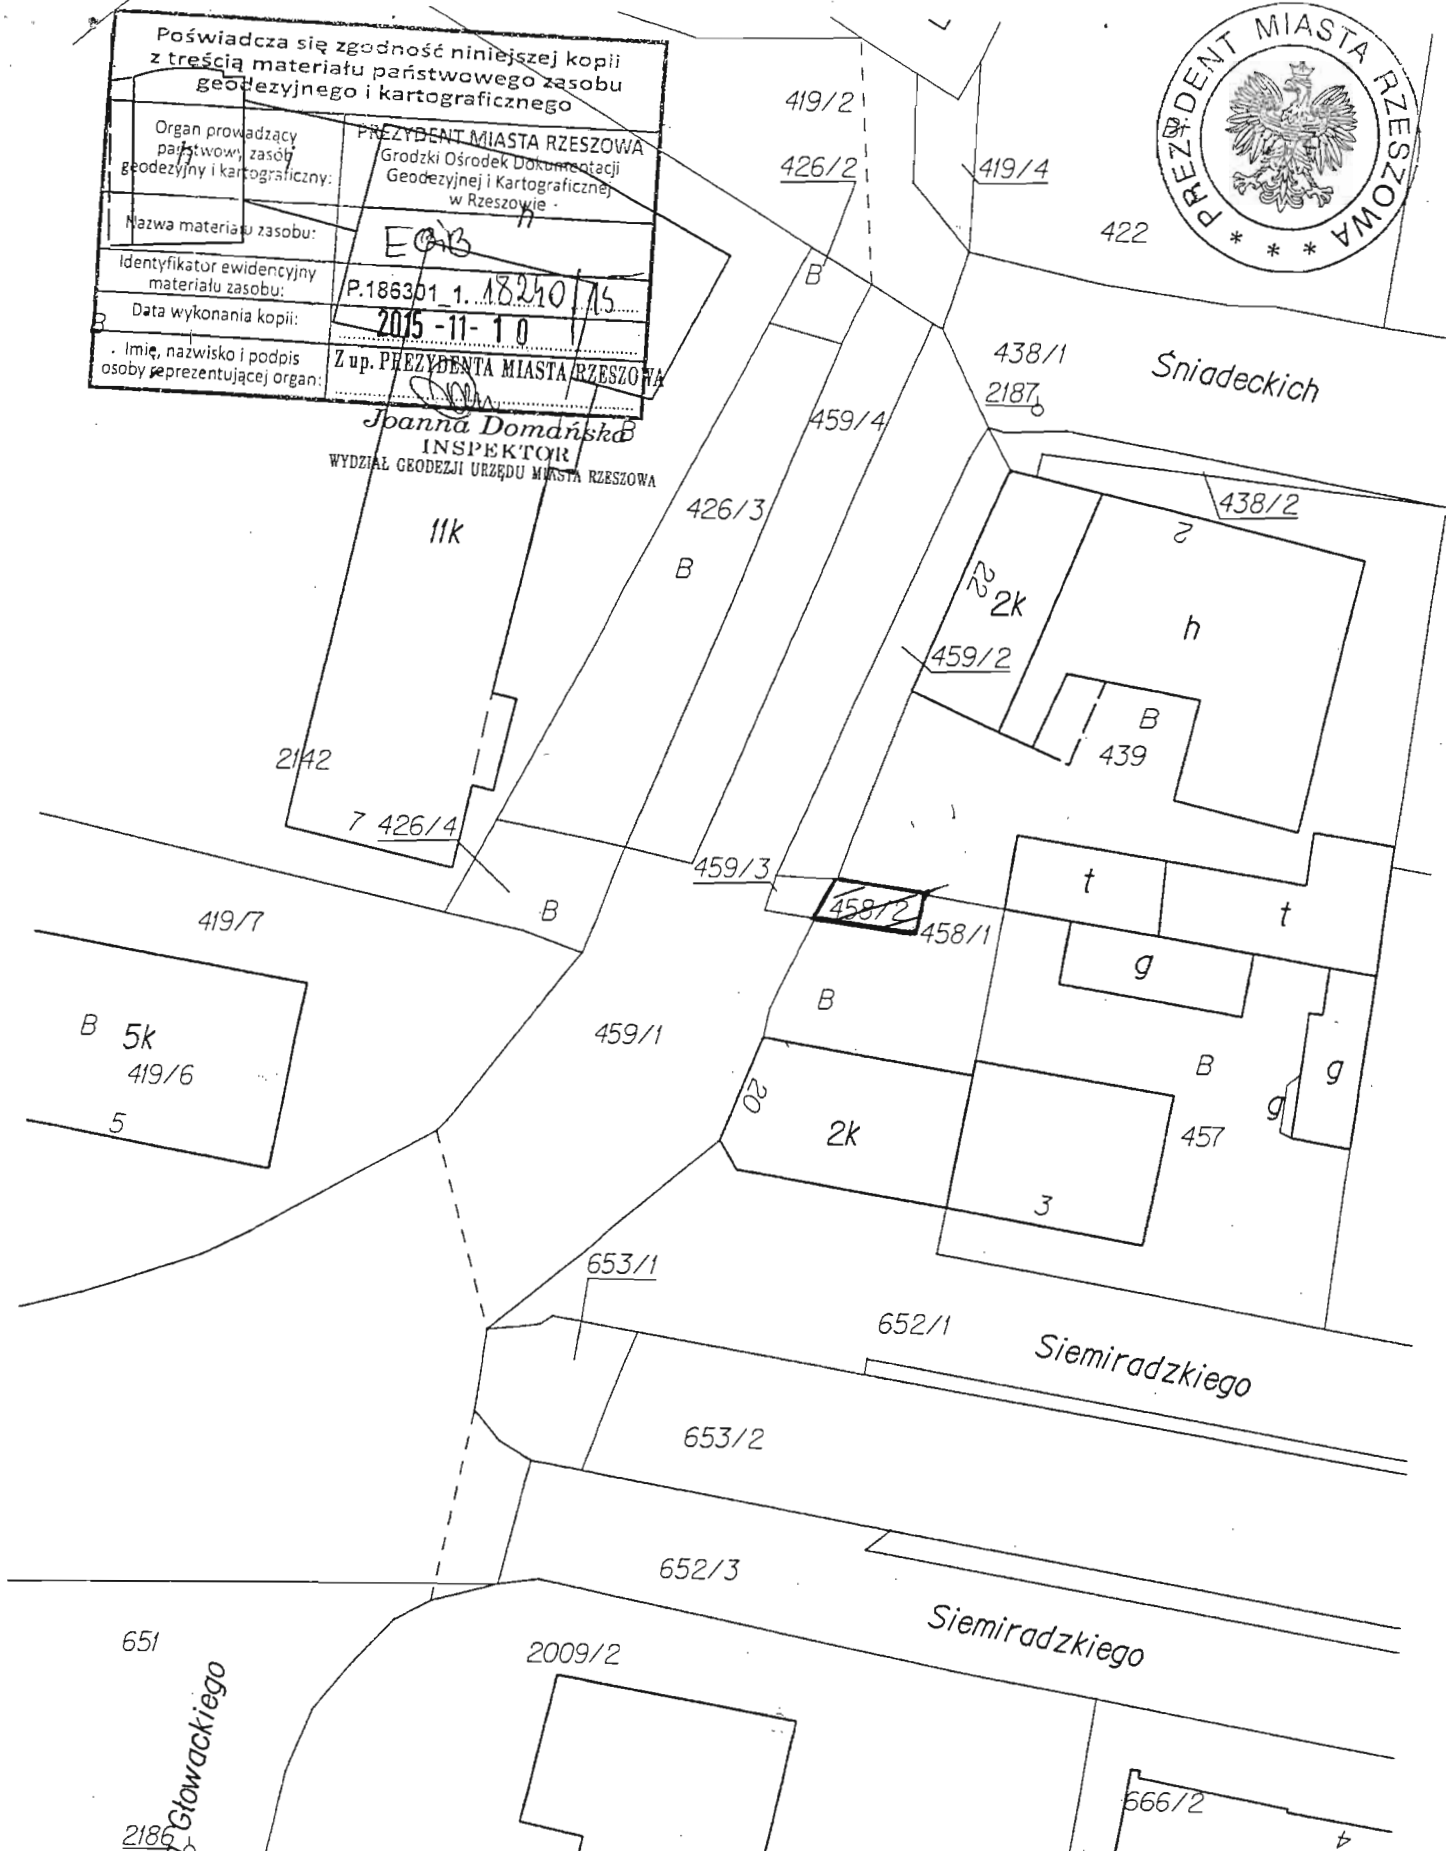 Poświadcza się zgodność niniejszej kopii
z treścią materiału państwowego zasobu
geodezyjnego i kartograficznego
Organ prowadzący
państwowy zasób
geodezyjny i kartograficzny:
PREZYDENT MIASTA RZESZOWA
Grodzki Ośrodek Dokumentacji
Geodezyjnej i Kartograficznej
w Rzeszowie
h
h
Nazwa materiału zasobu:
EGiB
Identyfikator ewidencyjny
materiału zasobu:
P.186301_1. 18240/15
Data wykonania kopii:
2015 -11- 10
Imię, nazwisko i podpis
osoby reprezentującej organ:
Z up. PREZYDENTA MIASTA RZESZOWA
Joanna Domańska
INSPEKTOR
WYDZIAŁ GEODEZJI URZĘDU MIASTA RZESZOWA
B
B
PREZYDENT MIASTA RZESZOWA * * *
419/2
426/2
419/4
422
B
438/1
2187
Śniadeckich
459/4
438/2
2
426/3
B
11k
22
2k
h
459/2
B
439
2142
7
426/4
459/3
t
t
B
458/2
458/1
419/7
g
B
B
5k
419/6
459/1
B
g
g
20
5
2k
457
3
653/1
652/1
Siemiradzkiego
653/2
652/3
Siemiradzkiego
651
2009/2
Głowackiego
666/2
2186
4